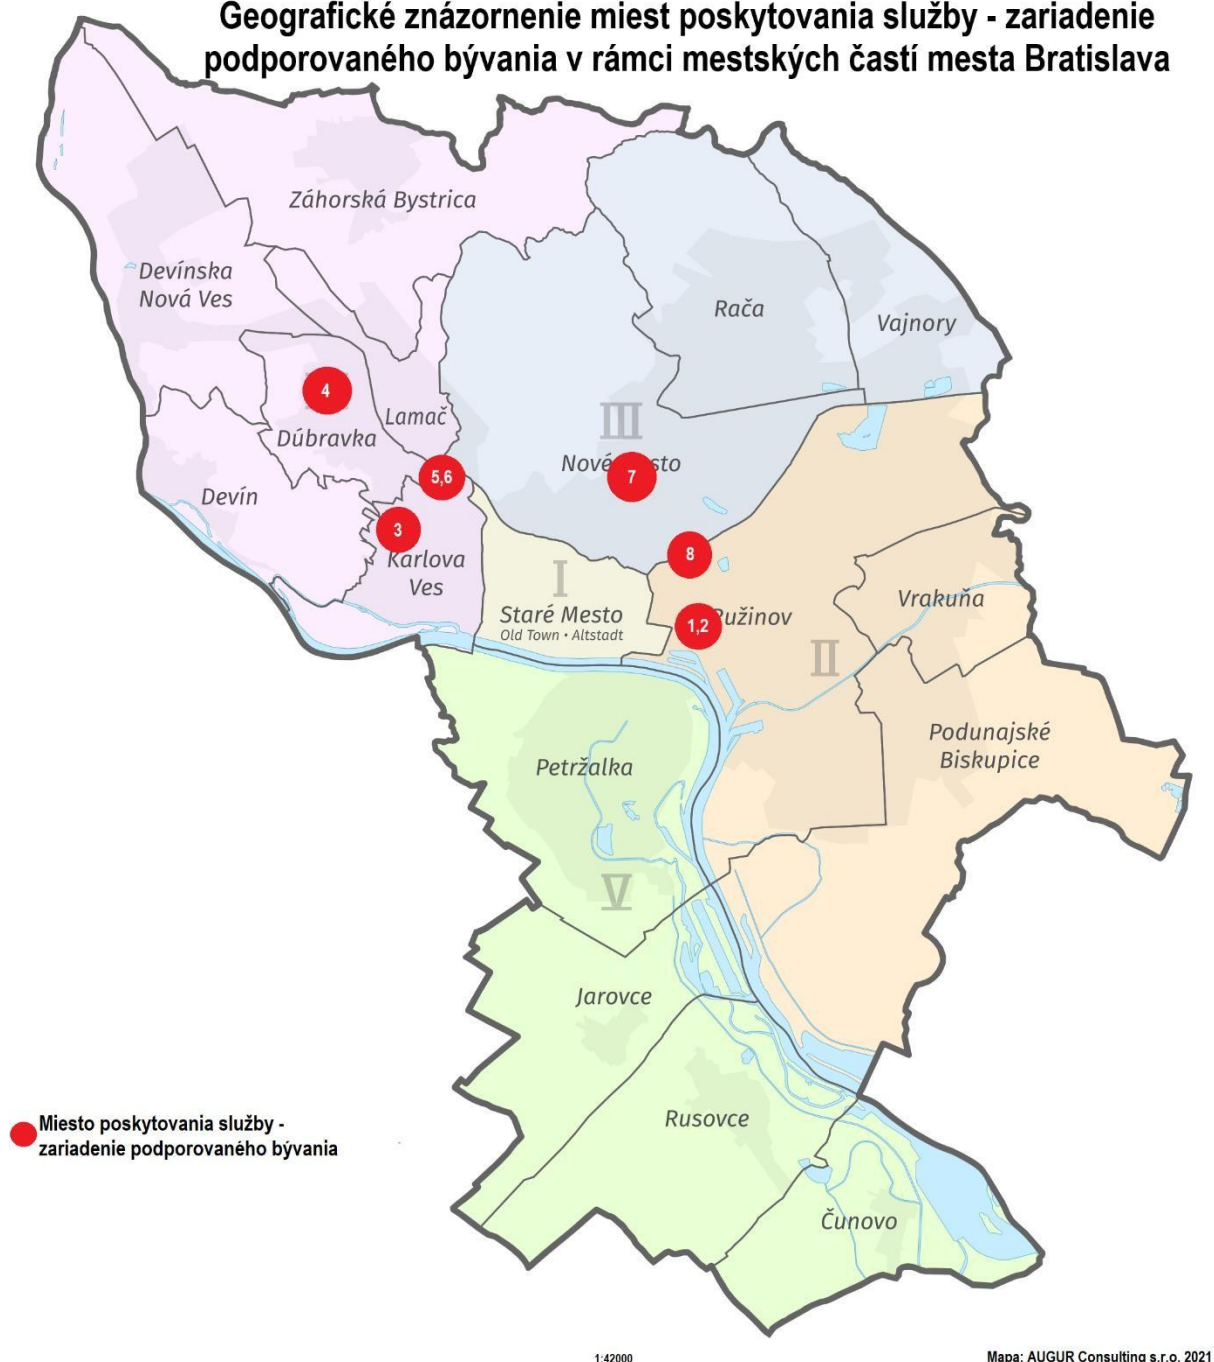 Geografické znázornenie miest poskytovania služby - zariadenie
podporovaného bývania v rámci mestských častí mesta Bratislava
Záhorská Bystrica
Devínska
Nová Ves
Rača
Vajnory
4
Lamač
Dúbravka
III
Nové sto
7
5,6
Devín
3
Karlova
Ves
8
I
Staré Mesto
Old Town • Altstadt
1,2
užinov
Vrakuňa
II
Podunajské
Biskupice
Petržalka
V
Jarovce
Rusovce
Čunovo
Miesto poskytovania služby -
zariadenie podporovaného bývania
1:42000
Mapa: AUGUR Consulting s.r.o. 2021